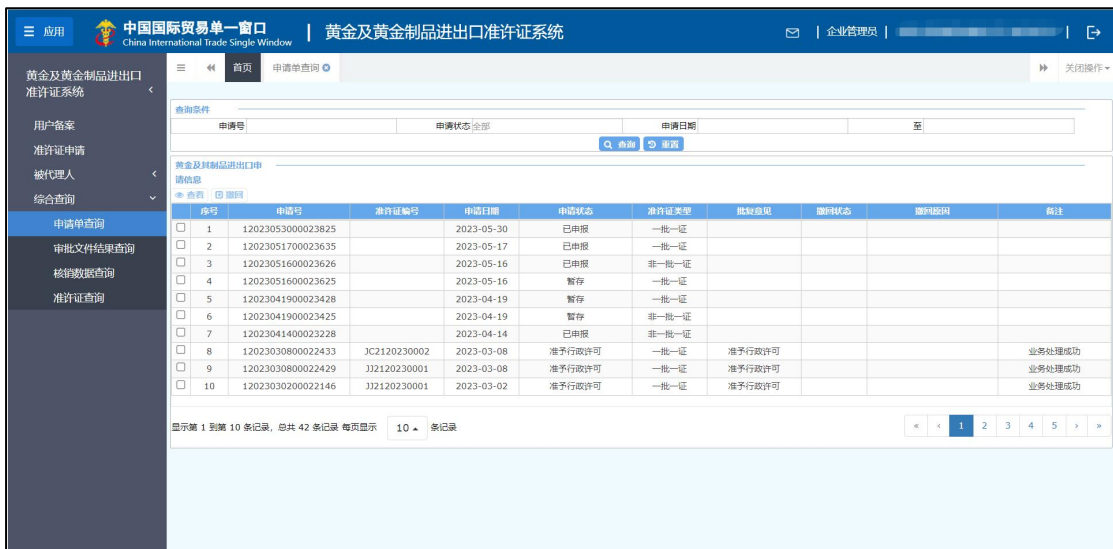 应用
中国国际贸易单一窗口
China International Trade Single Window
黄金及黄金制品进出口准许证系统
企业管理员
黄金及黄金制品进出口
准许证系统
用户备案
准许证申请
被代理人
综合查询
申请单查询
审批文件结果查询
核销数据查询
准许证查询
首页 申请单查询 关闭操作
查询条件
申请号 申请状态 全部 申请日期 至
查询 重置
黄金及其制品进出口申
请信息
查看 撤回
序号 申请号 准许证编号 申请日期 申请状态 准许证类型 批复意见 撤回状态 撤回原因 备注
1 12023053000023825 2023-05-30 已申报 一批一证
2 12023051700023635 2023-05-17 已申报 一批一证
3 12023051600023626 2023-05-16 已申报 非一批一证
4 12023051600023625 2023-05-16 暂存 一批一证
5 12023041900023428 2023-04-19 暂存 一批一证
6 12023041900023425 2023-04-19 暂存 非一批一证
7 12023041400023228 2023-04-14 已申报 非一批一证
8 12023030800022433 JC2120230002 2023-03-08 准予行政许可 一批一证 准予行政许可 业务处理成功
9 12023030800022429 JJ2120230001 2023-03-08 准予行政许可 一批一证 准予行政许可 业务处理成功
10 12023030200022146 JJ2120230001 2023-03-02 准予行政许可 一批一证 准予行政许可 业务处理成功
显示第 1 到第 10 条记录，总共 42 条记录 每页显示 10 条记录
« ‹ 1 2 3 4 5 › »